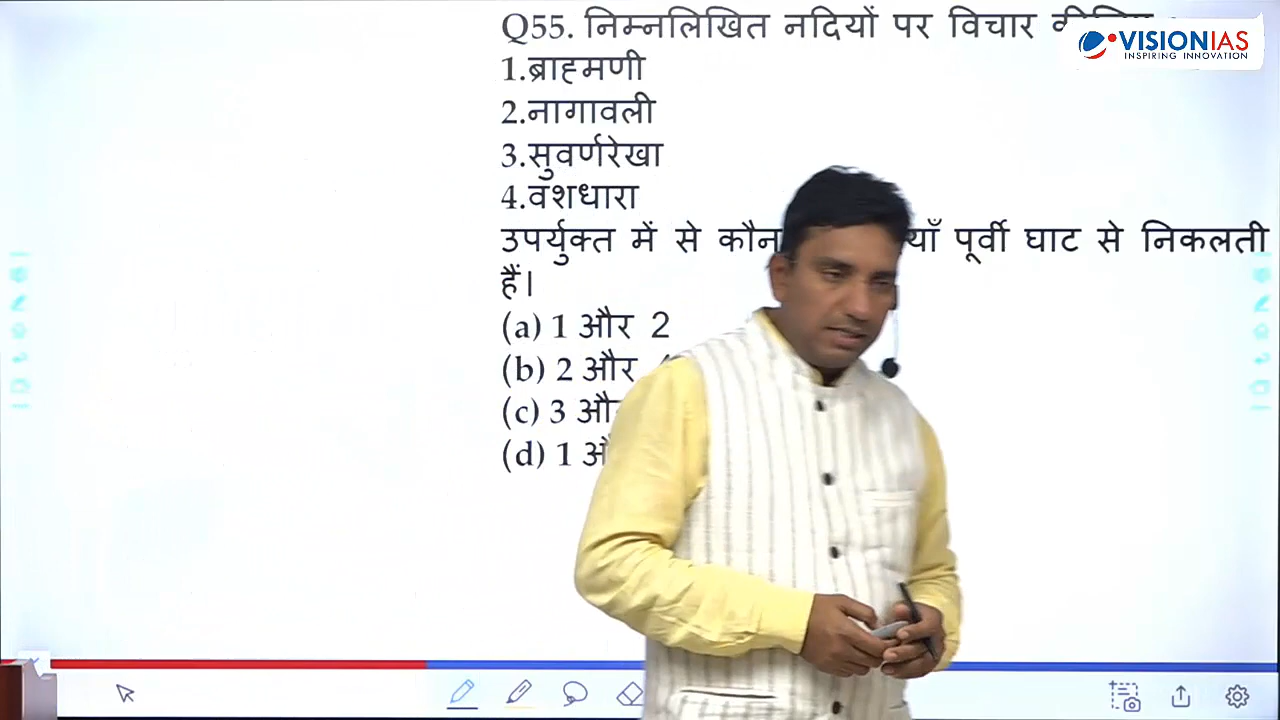 Q55. निम्नलिखित नदियों पर विचार
VISIONIAS
INSPIRING INNOVATION
1.ब्राह्मणी
2.नागावली
3.सुवर्णरेखा
4.वंशधारा
उपर्युक्त में से कौन पूर्वी घाट से निकलती
हैं।
(a) 1 और 2
(b) 2 और
(c) 3
(d) 1